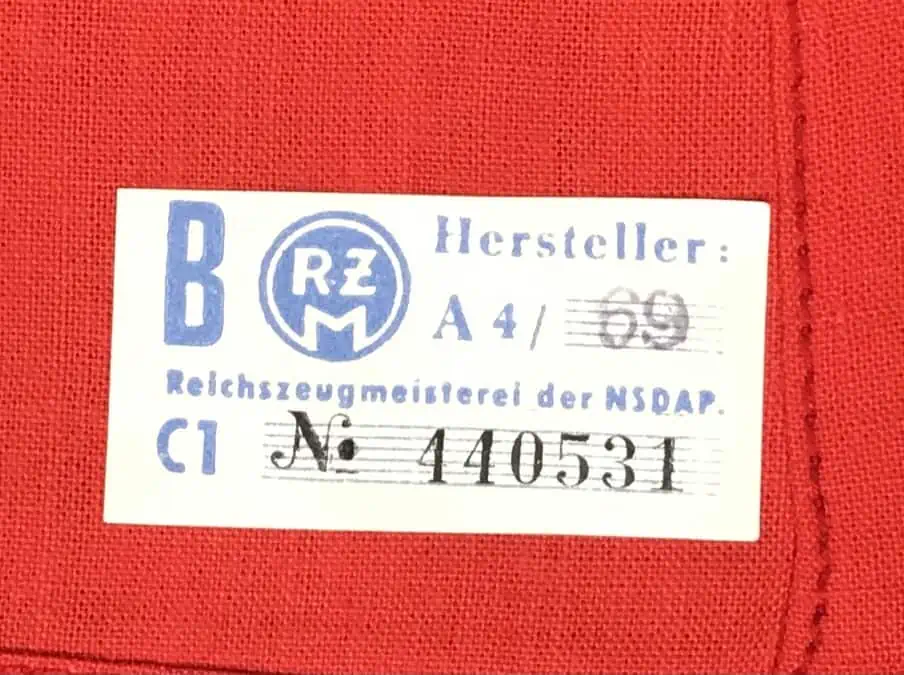 B RZM Hersteller:
A 4/ 69
Reichszeugmeisterei der NSDAP.
C1 No. 440531